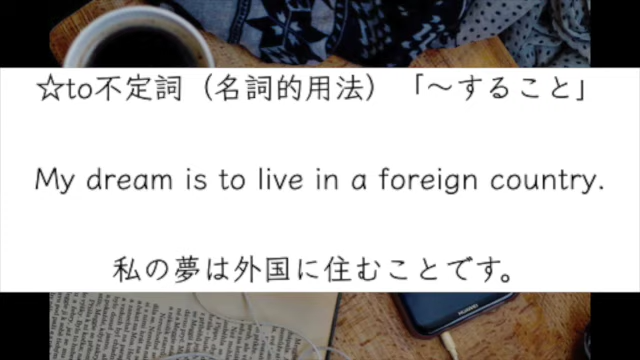 ☆to不定詞（名詞的用法）「～すること」
My dream is to live in a foreign country.
私の夢は外国に住むことです。
HUAWEI